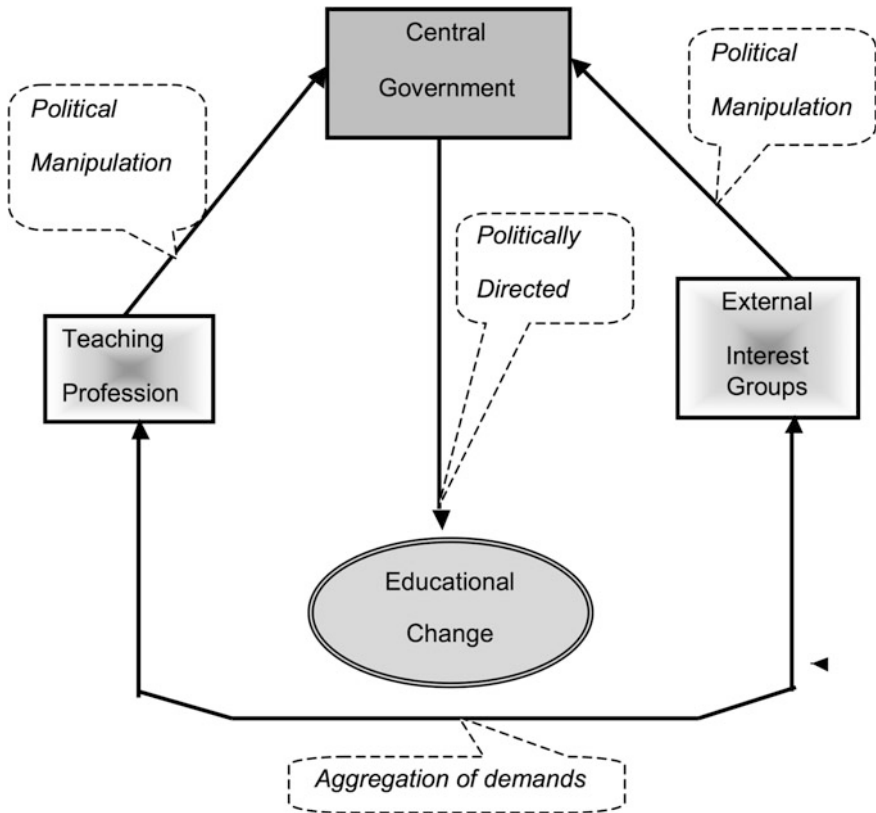 Central
Government
Political
Manipulation
Political
Manipulation
Politically
Directed
Teaching
Profession
External
Interest
Groups
Educational
Change
Aggregation of demands